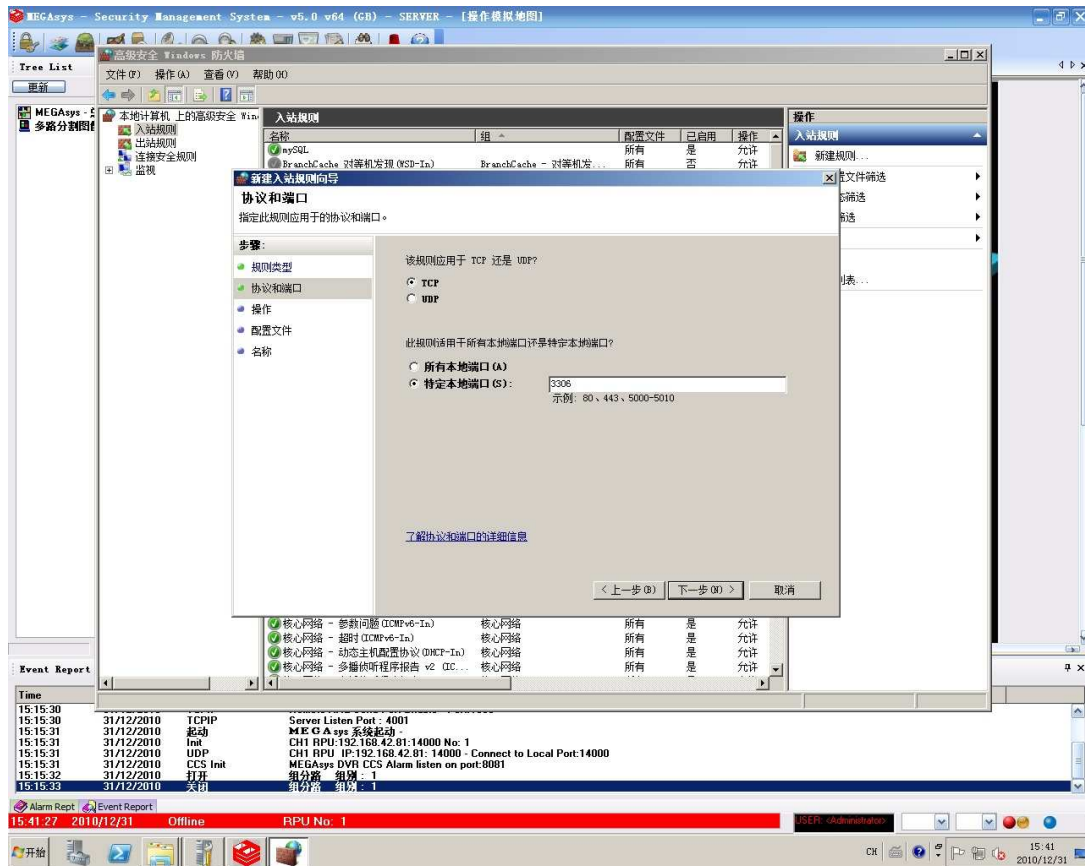 MEGAsys - Security Management System - v5.0 v64 (GB) - SERVER - [操作模拟地图]
Tree List
更新
MEGAsys -
多路分割图
高级安全 Windows 防火墙
文件(F) 操作(A) 查看(V) 帮助(H)
本地计算机 上的高级安全 Win
入站规则
出站规则
连接安全规则
监视
入站规则
名称 组 配置文件 已启用 操作
mySQL 所有 是 允许
BranchCache 对等机发现(WSD-In) BranchCache - 对等机发... 所有 否 允许
操作
入站规则
新建规则...
置文件筛选
态筛选
筛选
列表...
新建入站规则向导
协议和端口
指定此规则应用于的协议和端口。
步骤:
规则类型
协议和端口
操作
配置文件
名称
该规则应用于 TCP 还是 UDP?
TCP
UDP
此规则适用于所有本地端口还是特定本地端口?
所有本地端口(A)
特定本地端口(S): 3306
示例: 80、443、5000-5010
了解协议和端口的详细信息
< 上一步(B) 下一步(N) > 取消
核心网络 - 参数问题(ICMPv6-In) 核心网络 所有 是 允许
核心网络 - 超时(ICMPv6-In) 核心网络 所有 是 允许
核心网络 - 动态主机配置协议(DHCP-In) 核心网络 所有 是 允许
核心网络 - 多播侦听程序报告 v2 (IC... 核心网络 所有 是 允许
Event Report
Time
15:15:30
15:15:30 31/12/2010 TCPIP Server Listen Port : 4001
15:15:31 31/12/2010 起动 MEGAsys 系统起动 -
15:15:31 31/12/2010 Init CH1 RPU:192.168.42.81:14000 No: 1
15:15:31 31/12/2010 UDP CH1 RPU IP:192.168.42.81: 14000 - Connect to Local Port:14000
15:15:31 31/12/2010 CCS Init MEGAsys DVR CCS Alarm listen on port:8081
15:15:32 31/12/2010 打开 组分路 组别 : 1
15:15:33 31/12/2010 关闭 组分路 组别 : 1
Alarm Rept Event Report
15:41:27 2010/12/31 Offline RPU No: 1 USER: <Administrator>
开始 CH 15:41
2010/12/31